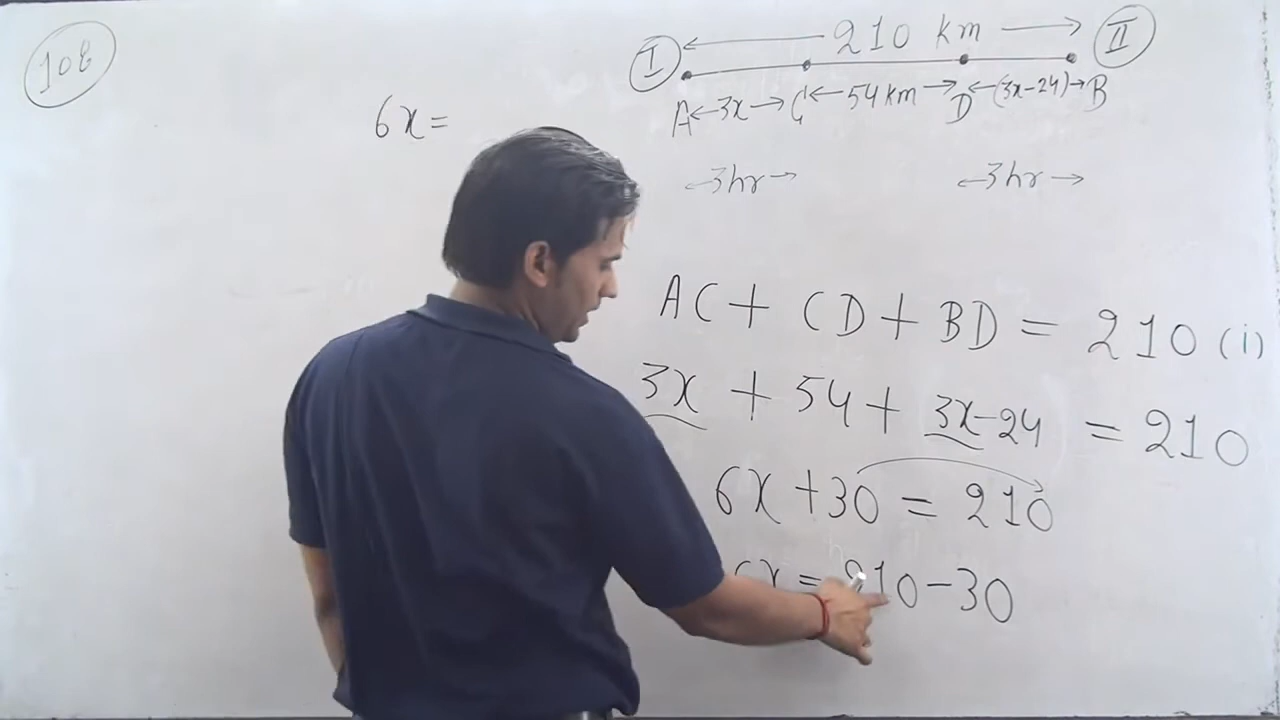 108
6x=
I 210 km II
A 3x C 54 km D (3x-24) B
3hr 3hr
AC + CD + BD = 210 (i)
3x + 54 + 3x-24 = 210
6x + 30 = 210
6x = 210 - 30